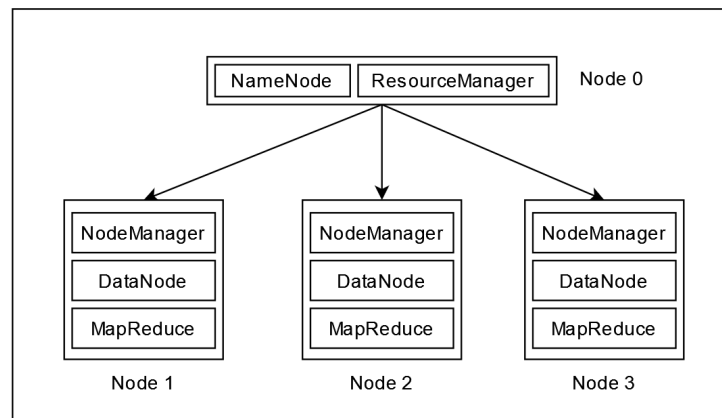 NameNode ResourceManager Node 0
NodeManager NodeManager NodeManager
DataNode DataNode DataNode
MapReduce MapReduce MapReduce
Node 1 Node 2 Node 3